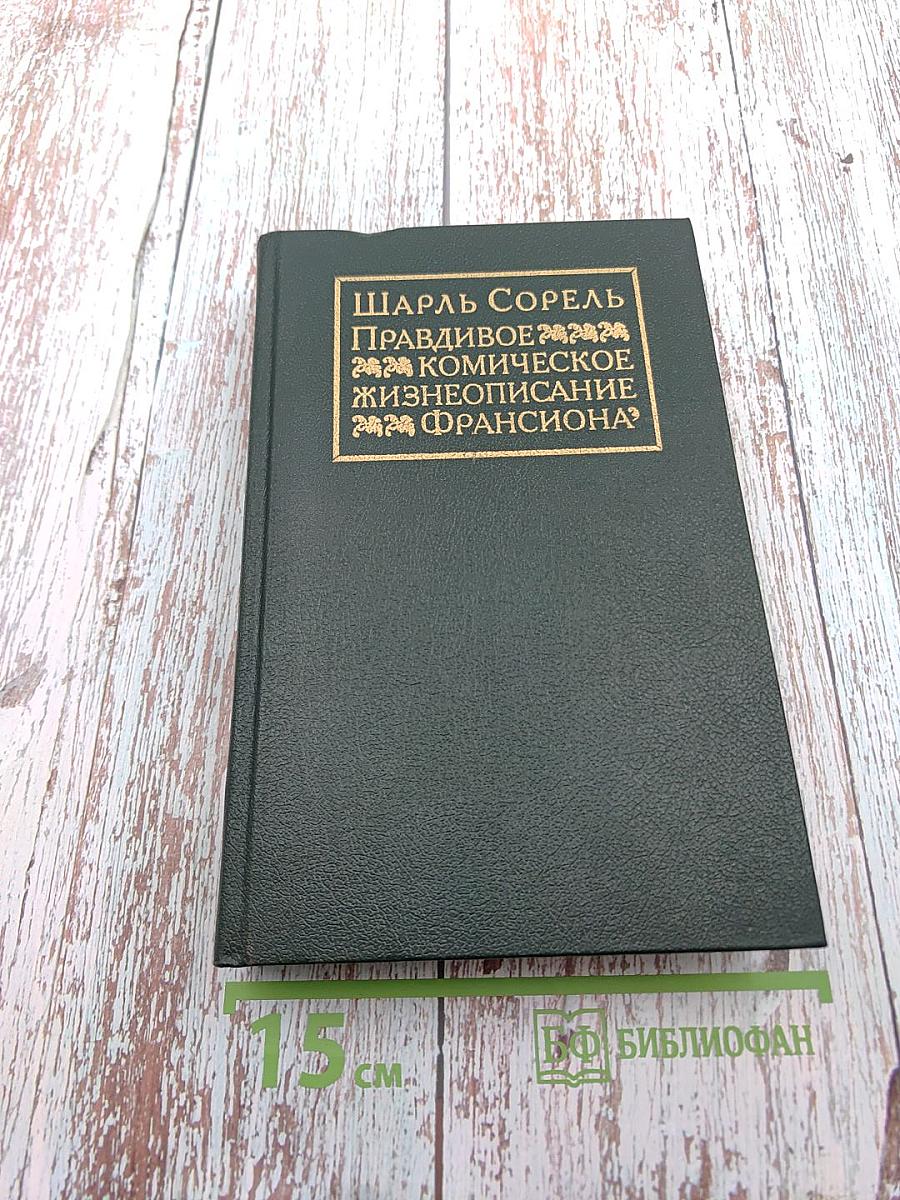 Шарль Сорель
Правдивое
комическое
жизнеописание
Франсиона
15 см
БФ БИБЛИОФАН